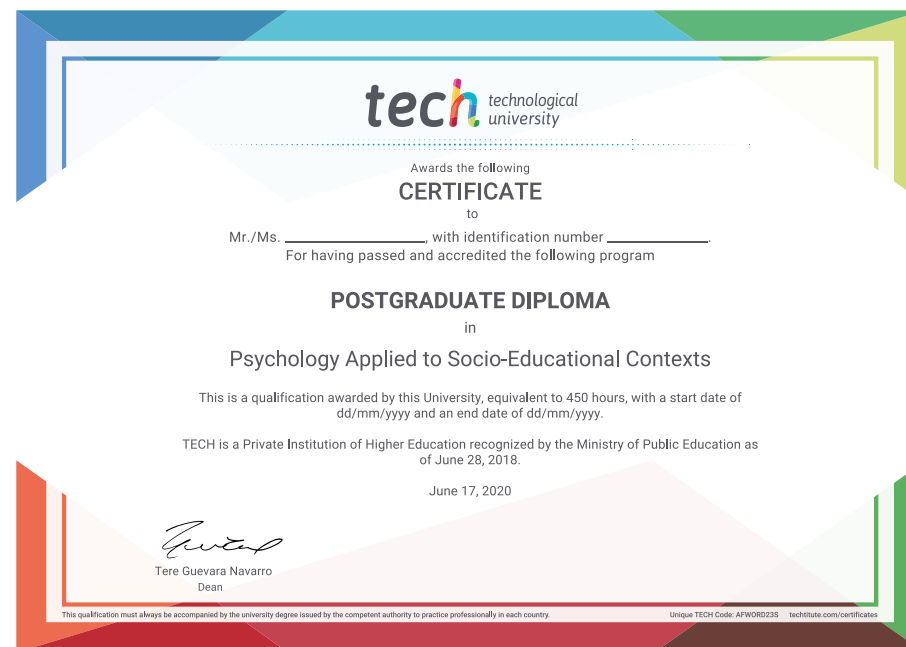 tech technological
university
Awards the following
CERTIFICATE
to
Mr./Ms. ____________________, with identification number ______________.
For having passed and accredited the following program
POSTGRADUATE DIPLOMA
in
Psychology Applied to Socio-Educational Contexts
This is a qualification awarded by this University, equivalent to 450 hours, with a start date of
dd/mm/yyyy and an end date of dd/mm/yyyy.
TECH is a Private Institution of Higher Education recognized by the Ministry of Public Education as
of June 28, 2018.
June 17, 2020
Tere Guevara Navarro
Dean
This qualification must always be accompanied by the university degree issued by the competent authority to practice professionally in each country. Unique TECH Code: AFWORD23S techtitute.com/certificates